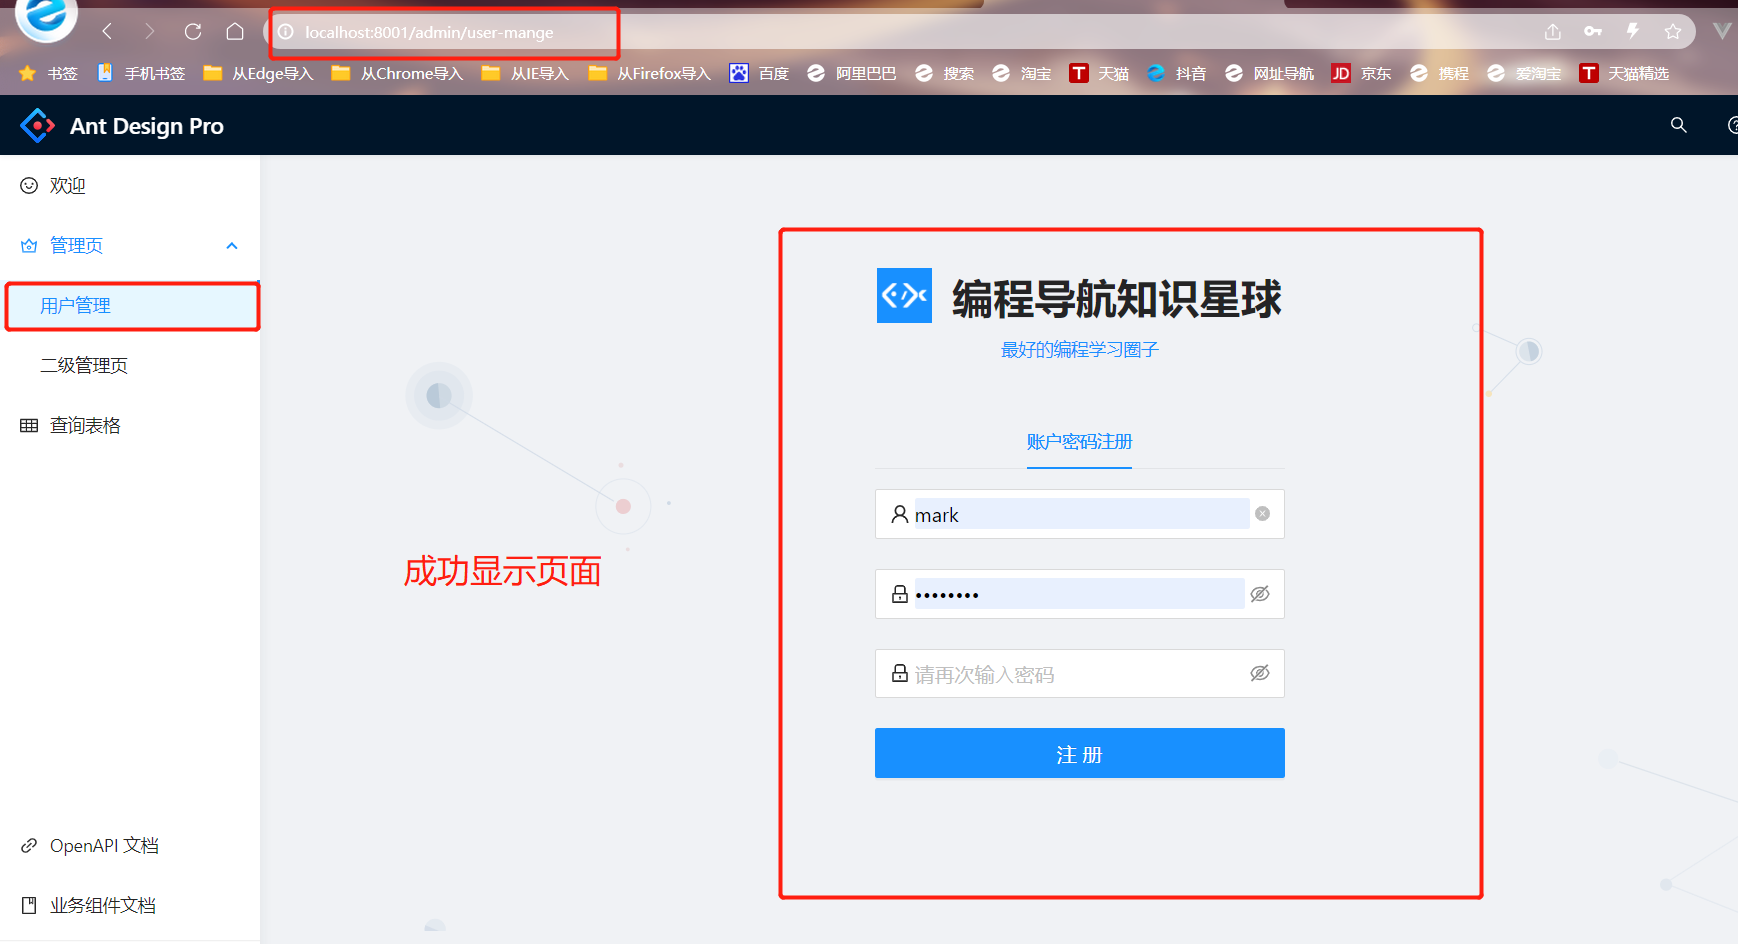 localhost:8001/admin/user-mange
书签 手机书签 从Edge导入 从Chrome导入 从IE导入 从Firefox导入 百度 阿里巴巴 搜索 淘宝 T 天猫 抖音 网址导航 JD 京东 携程 爱淘宝 T 天猫精选
Ant Design Pro
欢迎
管理页
用户管理
二级管理页
查询表格
OpenAPI 文档
业务组件文档
编程导航知识星球
最好的编程学习圈子
账户密码注册
mark
••••••••
请再次输入密码
注 册
成功显示页面